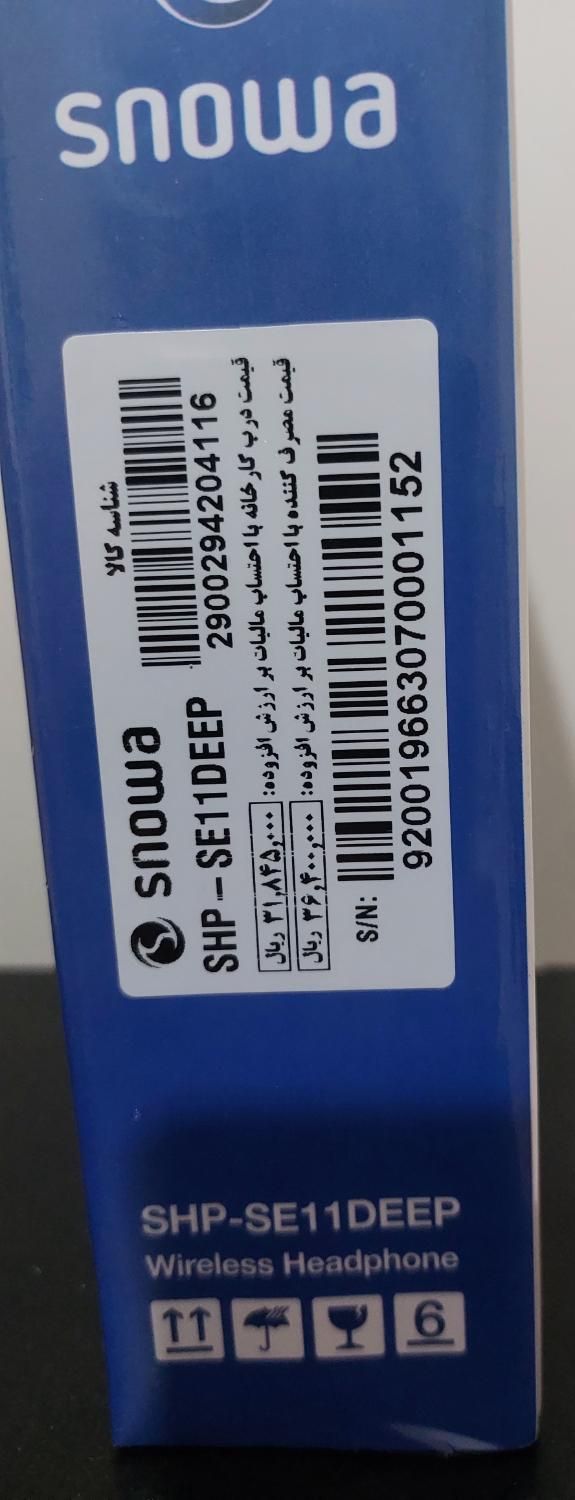 snowa
snowa
شناسه کالا
SHP-SE11DEEP
2900294204116
قیمت درب کارخانه با احتساب مالیات بر ارزش افزوده: ۳۱,۸۴۵,۰۰۰ ریال
قیمت مصرف کننده با احتساب مالیات بر ارزش افزوده: ۳۶,۴۰۰,۰۰۰ ریال
S/N: 920019663070001152
SHP-SE11DEEP
Wireless Headphone
6